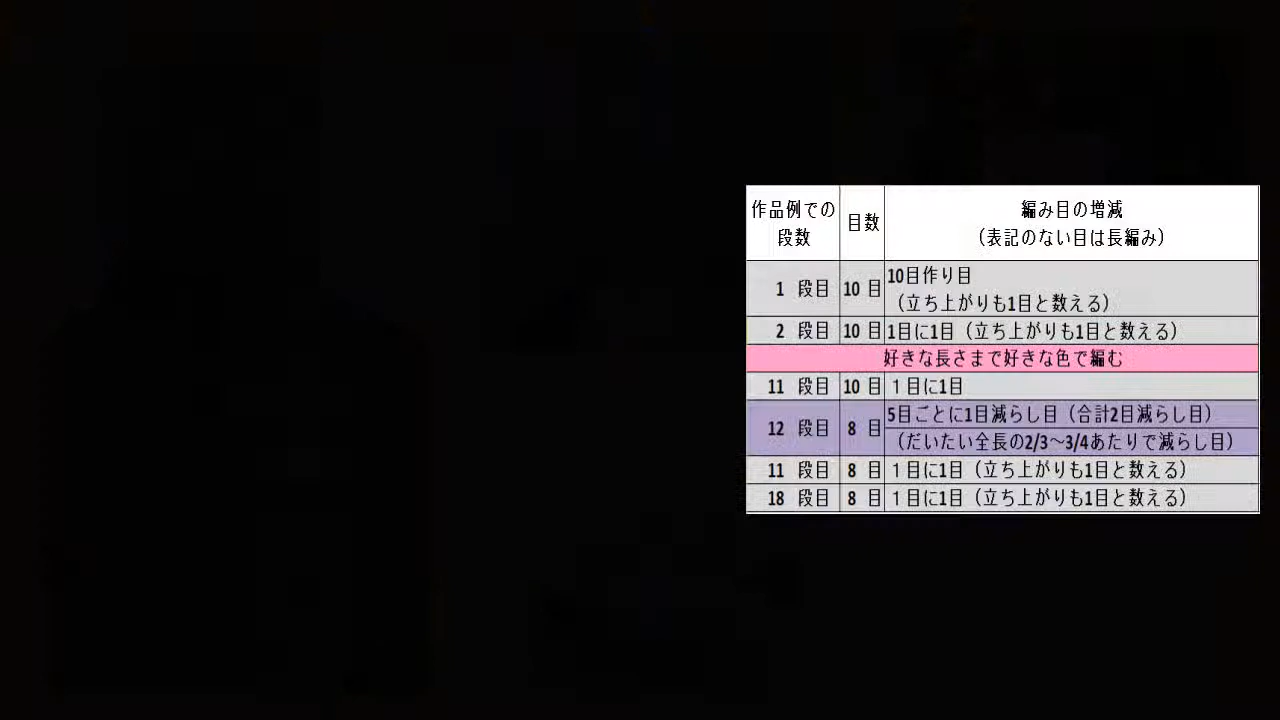 作品例での
段数
目数
編み目の増減
（表記のない目は長編み）
1 段目 10 目 10目作り目
（立ち上がりも1目と数える）
2 段目 10 目 1目に1目（立ち上がりも1目と数える）
好きな長さまで好きな色で編む
11 段目 10 目 １目に1目
12 段目 8 目 5目ごとに1目減らし目（合計2目減らし目）
（だいたい全長の2/3～3/4あたりで減らし目）
11 段目 8 目 １目に1目（立ち上がりも1目と数える）
18 段目 8 目 １目に1目（立ち上がりも1目と数える）